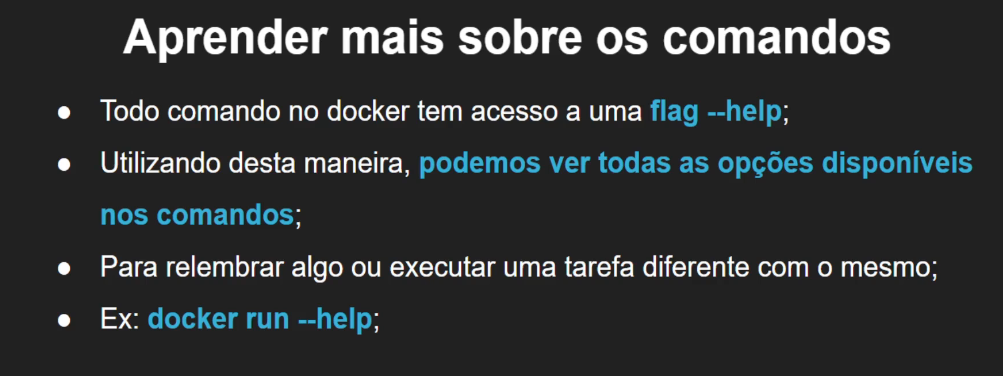 Aprender mais sobre os comandos
● Todo comando no docker tem acesso a uma flag --help;
● Utilizando desta maneira, podemos ver todas as opções disponíveis
nos comandos;
● Para relembrar algo ou executar uma tarefa diferente com o mesmo;
● Ex: docker run --help;